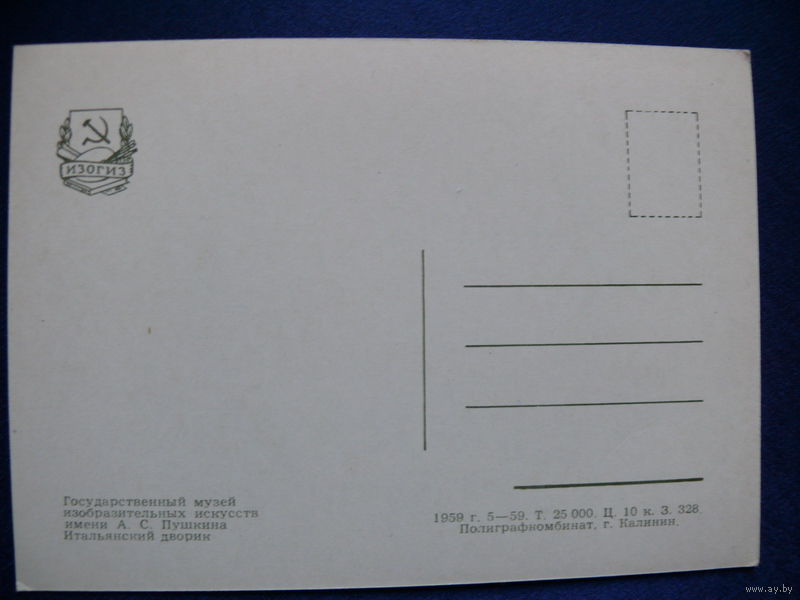 ИЗОГИЗ
Государственный музей
изобразительных искусств
имени А. С. Пушкина
Итальянский дворик
1959 г. 5—59. Т. 25 000. Ц. 10 к. З. 328.
Полиграфкомбинат, г. Калинин.
www.ay.by